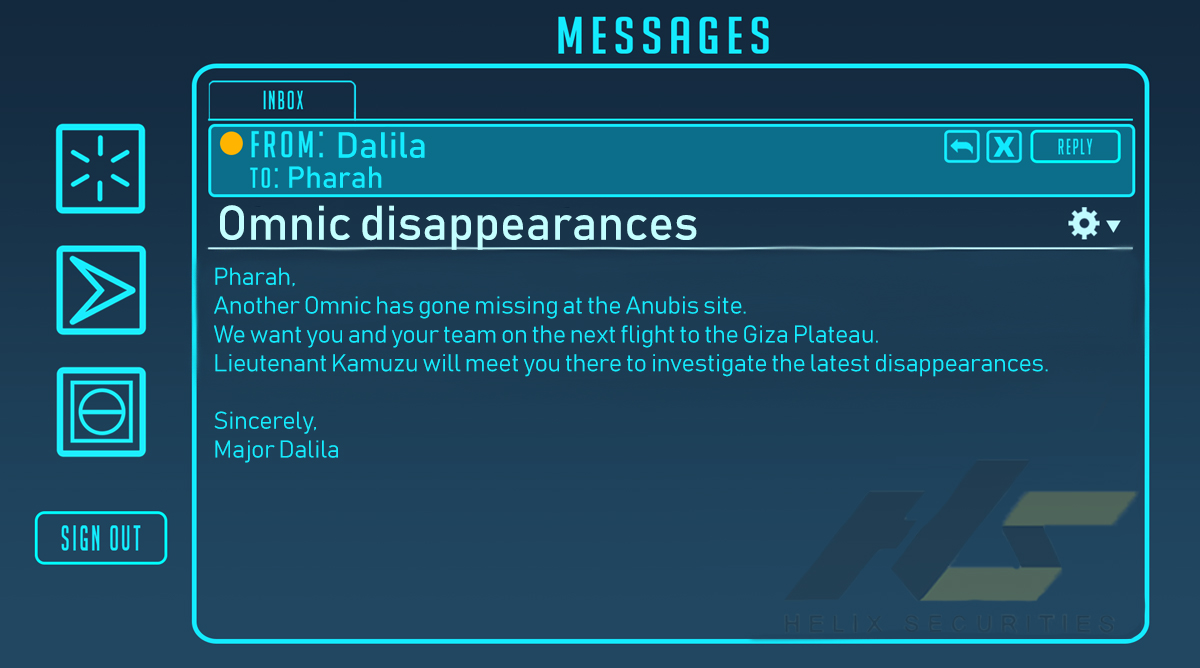 MESSAGES
INBOX
FROM: Dalila
REPLY
TO: Pharah
Omnic disappearances
Pharah,
Another Omnic has gone missing at the Anubis site.
We want you and your team on the next flight to the Giza Plateau.
Lieutenant Kamuzu will meet you there to investigate the latest disappearances.
Sincerely,
Major Dalila
SIGN OUT
HELIX SECURITIES